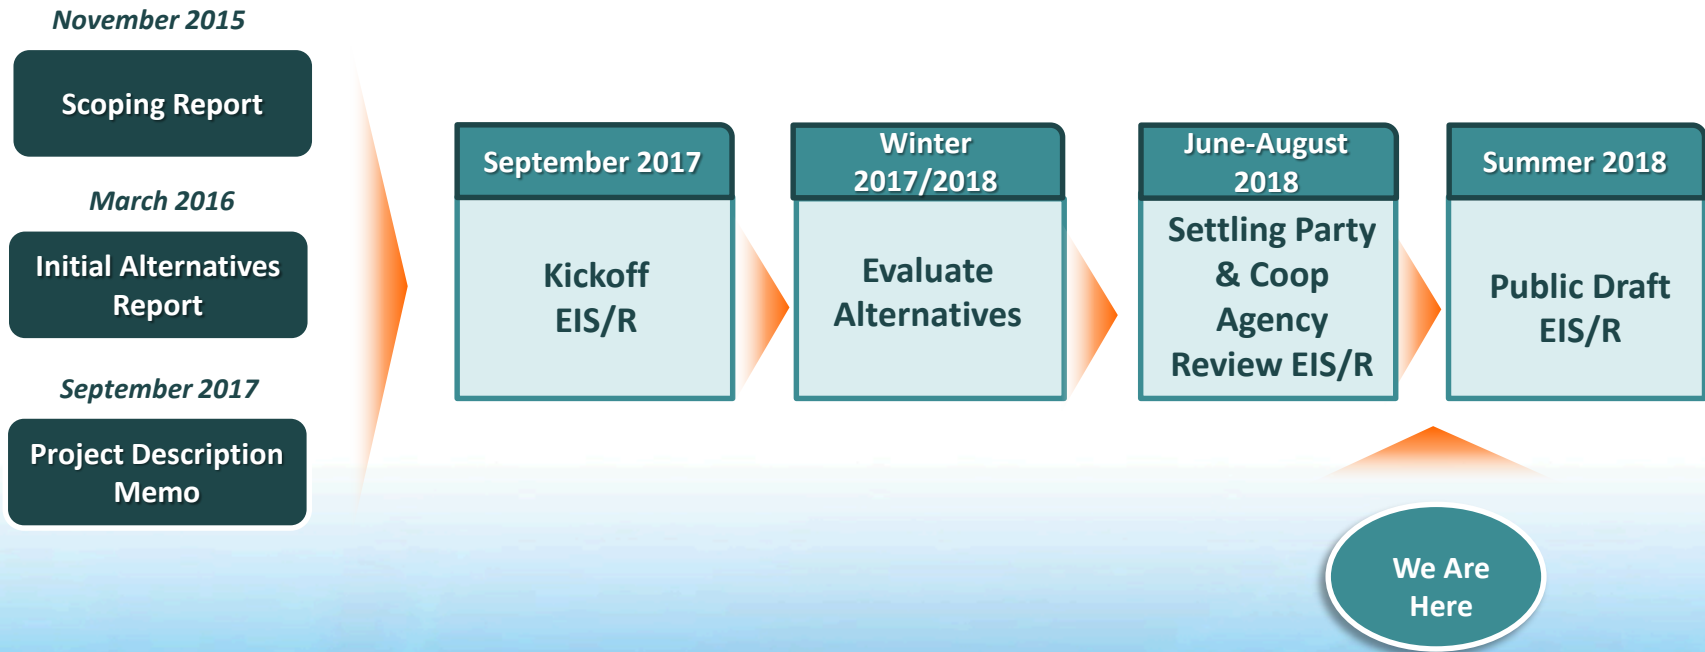 November 2015
Scoping Report
March 2016
Initial Alternatives
Report
September 2017
Project Description
Memo
September 2017
Kickoff
EIS/R
Winter
2017/2018
Evaluate
Alternatives
June-August
2018
Settling Party
& Coop
Agency
Review EIS/R
Summer 2018
Public Draft
EIS/R
We Are
Here